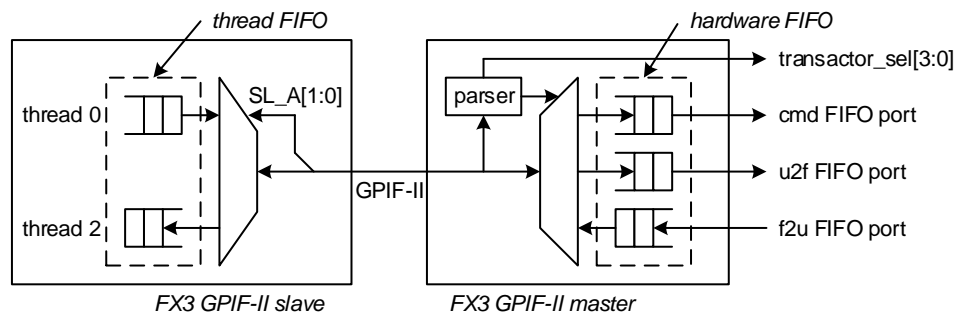 thread FIFO
hardware FIFO
transactor_sel[3:0]
thread 0
SL_A[1:0]
parser
cmd FIFO port
GPIF-II
u2f FIFO port
thread 2
f2u FIFO port
FX3 GPIF-II slave
FX3 GPIF-II master